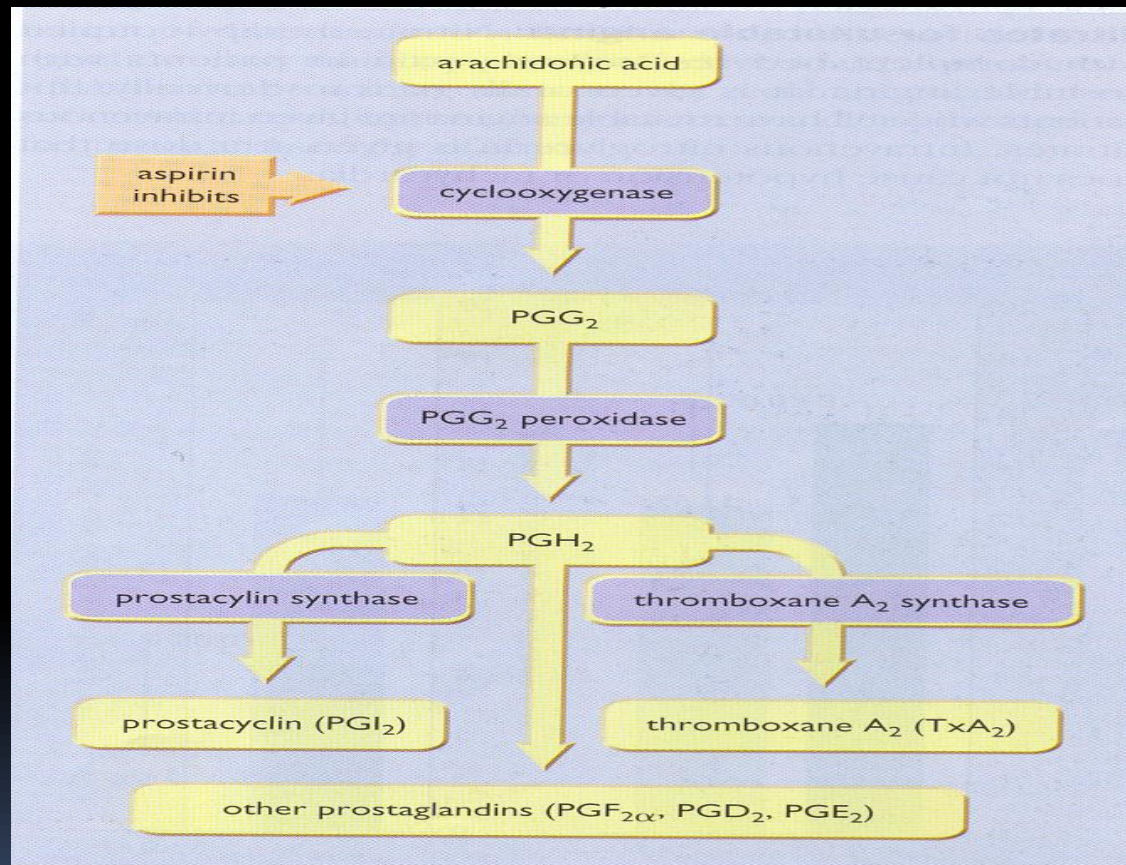 arachidonic acid
aspirin
inhibits
cyclooxygenase
PGG₂
PGG₂ peroxidase
PGH₂
prostacylin synthase
thromboxane A₂ synthase
prostacyclin (PGI₂)
thromboxane A₂ (TxA₂)
other prostaglandins (PGF₂α, PGD₂, PGE₂)